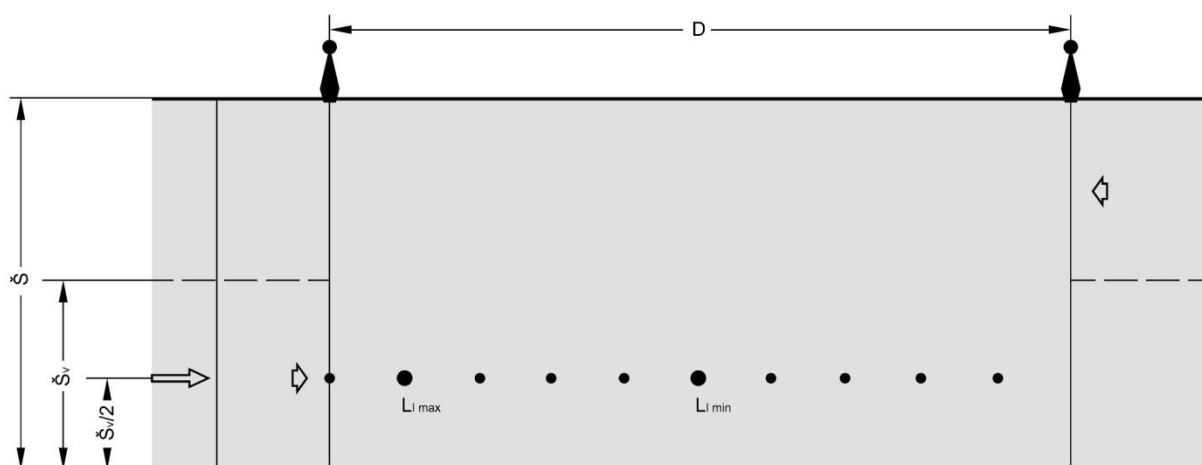 D
Š
Šᵥ
Šᵥ/2
Lₗ ₘₐₓ
Lₗ ₘᵢₙ